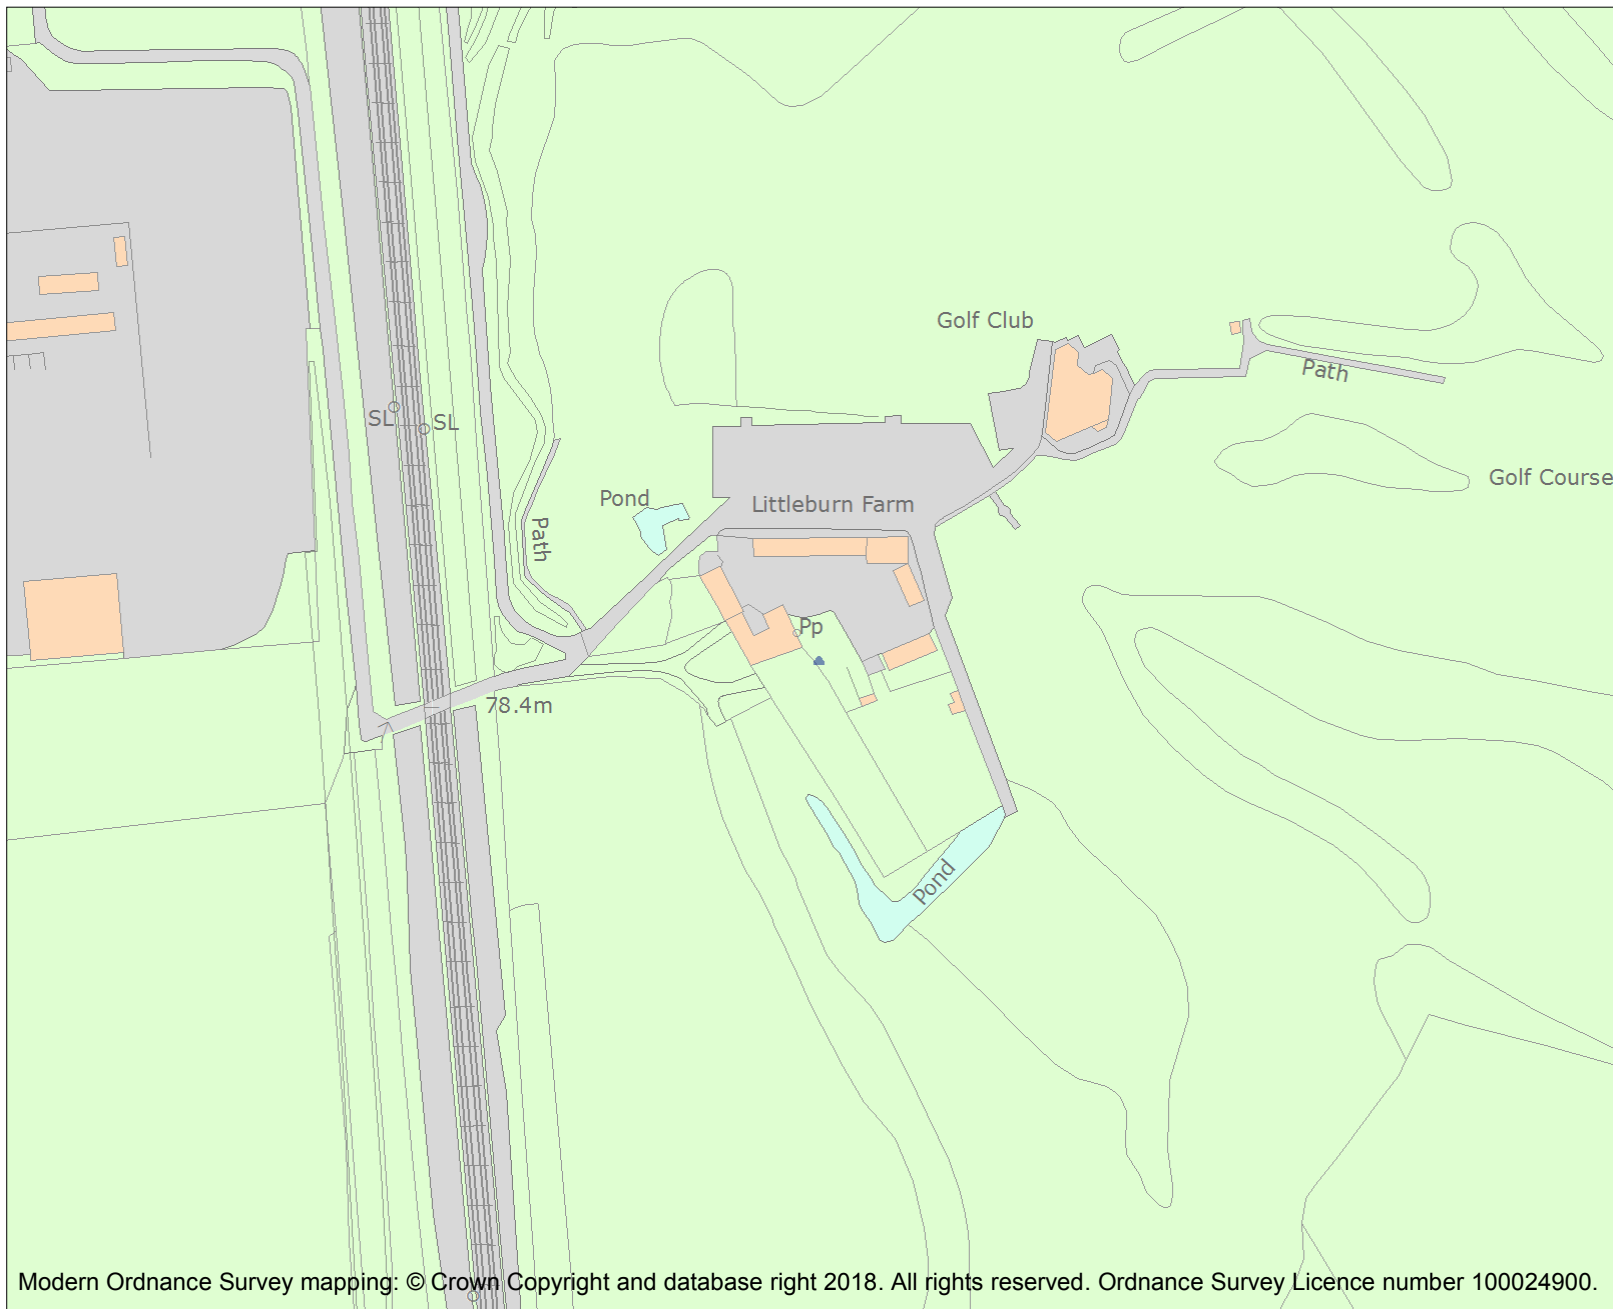 Golf Club
Path
SL
SL
Golf Course
Pond
Littleburn Farm
Path
Pp
78.4m
Pond
Modern Ordnance Survey mapping: © Crown Copyright and database right 2018. All rights reserved. Ordnance Survey Licence number 100024900.